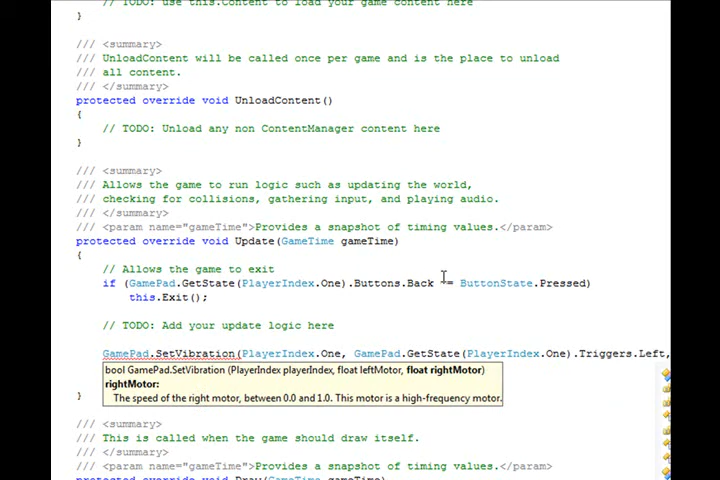 // TODO: use this.Content to load your game content here
}
/// <summary>
/// UnloadContent will be called once per game and is the place to unload
/// all content.
/// </summary>
protected override void UnloadContent()
{
// TODO: Unload any non ContentManager content here
}
/// <summary>
/// Allows the game to run logic such as updating the world,
/// checking for collisions, gathering input, and playing audio.
/// </summary>
/// <param name="gameTime">Provides a snapshot of timing values.</param>
protected override void Update(GameTime gameTime)
{
// Allows the game to exit
if (GamePad.GetState(PlayerIndex.One).Buttons.Back == ButtonState.Pressed)
this.Exit();
// TODO: Add your update logic here
GamePad.SetVibration(PlayerIndex.One, GamePad.GetState(PlayerIndex.One).Triggers.Left,
bool GamePad.SetVibration (PlayerIndex playerIndex, float leftMotor, float rightMotor)
rightMotor:
The speed of the right motor, between 0.0 and 1.0. This motor is a high-frequency motor.
}
/// <summary>
/// This is called when the game should draw itself.
/// </summary>
/// <param name="gameTime">Provides a snapshot of timing values.</param>
protected override void Draw(GameTime gameTime)